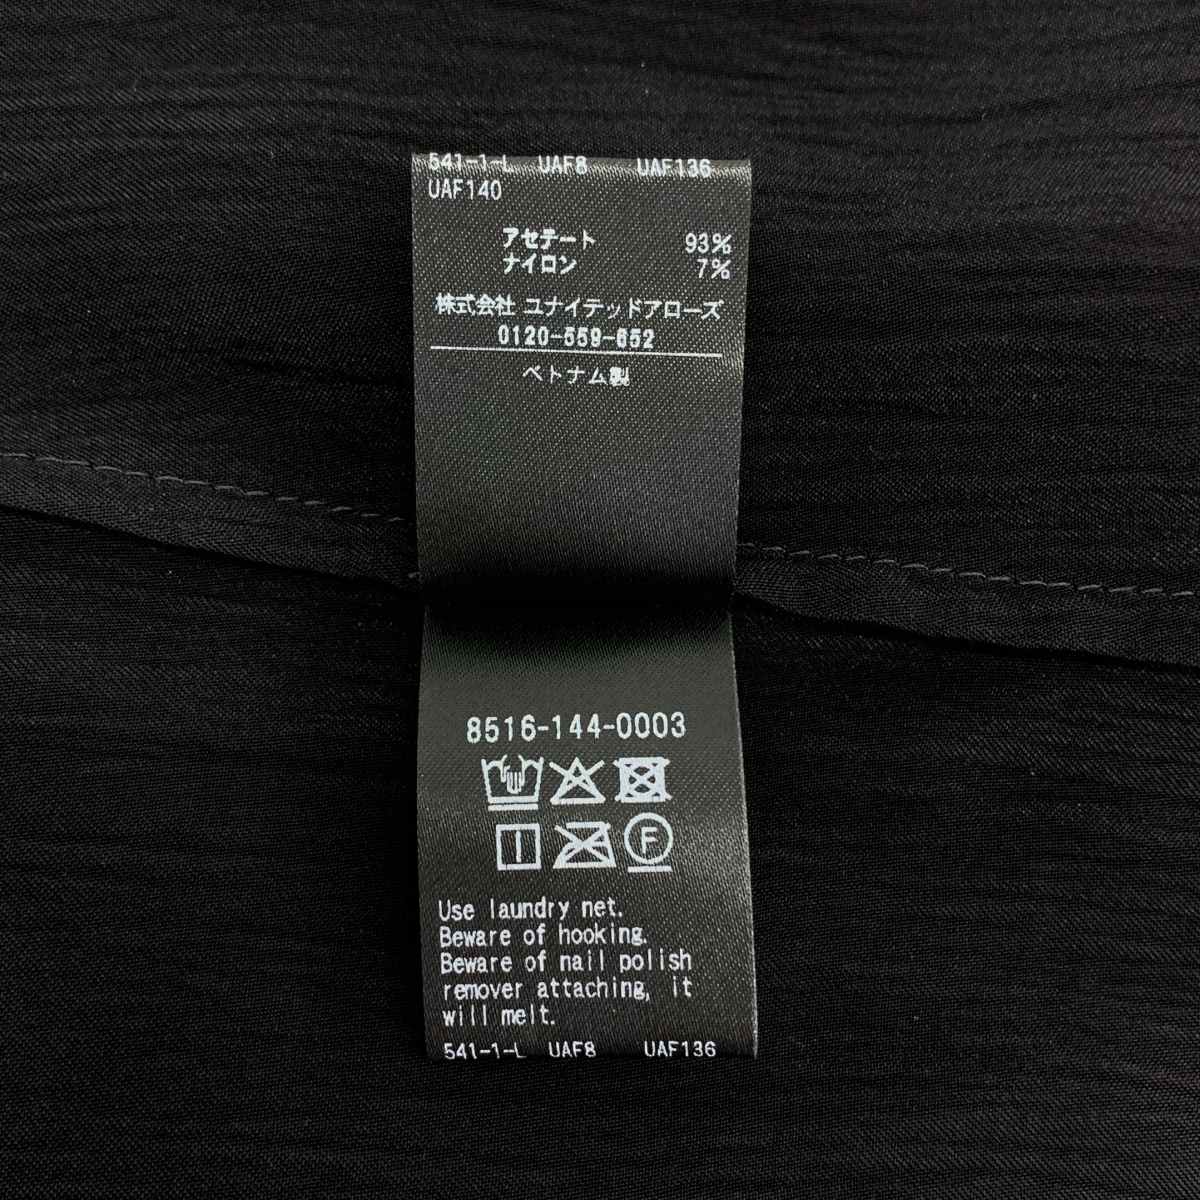 541-1-L UAF8 UAF136
UAF140
アセテート 93%
ナイロン 7%
株式会社 ユナイテッドアローズ
0120-559-652
ベトナム製
8516-144-0003
F
Use laundry net.
Beware of hooking.
Beware of nail polish
remover attaching, it
will melt.
541-1-L UAF8 UAF136